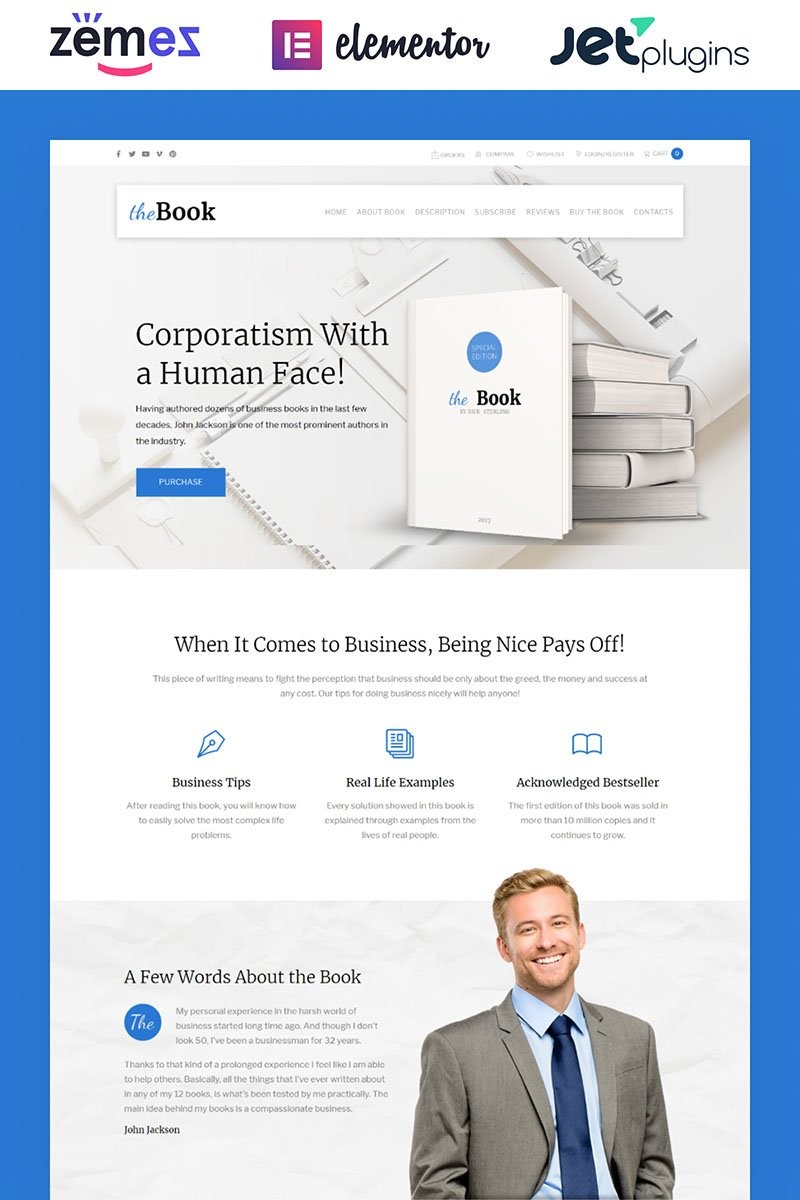 zemez
elementor
Jetplugins
COMPARE
WISHLIST
LOGIN/REGISTER
CART 0
theBook
HOME ABOUT BOOK DESCRIPTION SUBSCRIBE REVIEWS BUY THE BOOK CONTACTS
Corporatism With
a Human Face!
Having authored dozens of business books in the last few
decades, John Jackson is one of the most prominent authors in
the industry.
PURCHASE
SPECIAL
EDITION
the Book
BY NICK STERLING
2017
When It Comes to Business, Being Nice Pays Off!
This piece of writing means to fight the perception that business should be only about the greed, the money and success at
any cost. Our tips for doing business nicely will help anyone!
Business Tips
After reading this book, you will know how
to easily solve the most complex life
problems.
Real Life Examples
Every solution showed in this book is
explained through examples from the
lives of real people.
Acknowledged Bestseller
The first edition of this book was sold in
more than 10 million copies and it
continues to grow.
A Few Words About the Book
The
My personal experience in the harsh world of
business started long time ago. And though I don't
look 50, I've been a businessman for 32 years.
Thanks to that kind of a prolonged experience I feel like I am able
to help others. Basically, all the things that I've ever written about
in any of my 12 books, is what's been tested by me practically. The
main idea behind my books is a compassionate business.
John Jackson